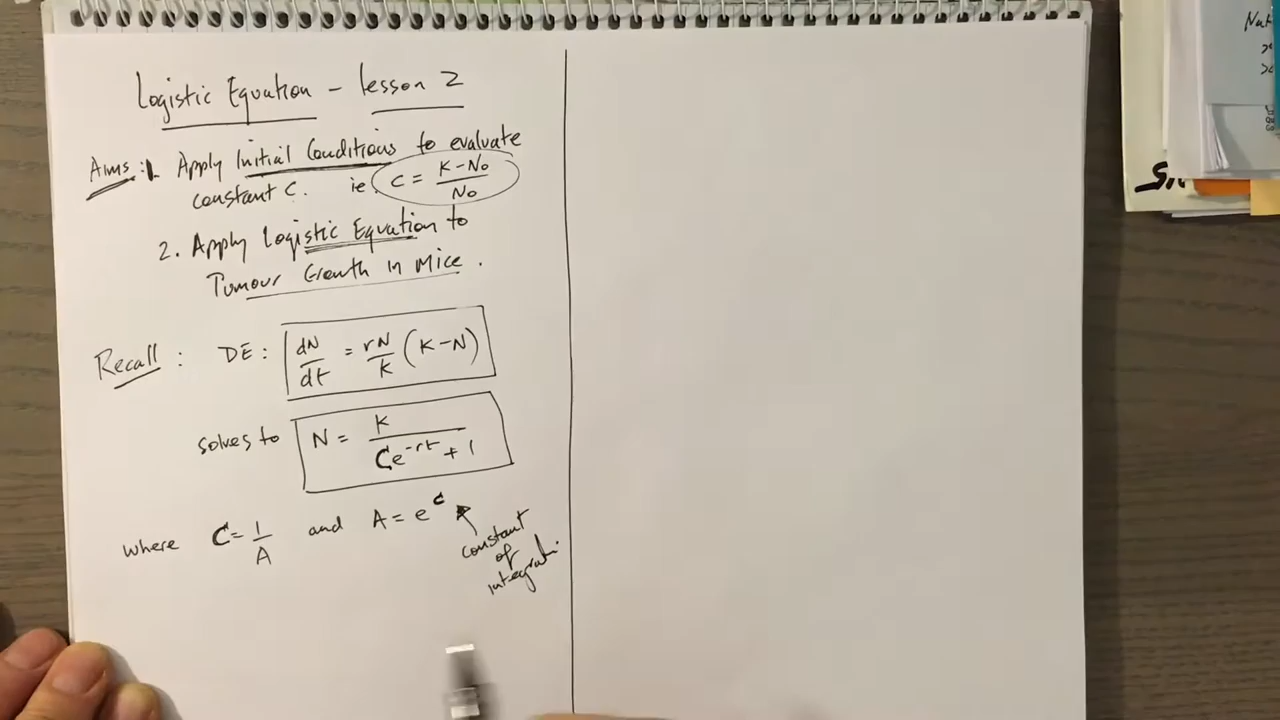 Logistic Equation - lesson 2
Aims: 1. Apply Initial Conditions to evaluate
constant C. ie. C = K-No/No
2. Apply Logistic Equation to
Tumour Growth in Mice.
Recall: DE: dN/dt = rN/k (K-N)
solves to N = K/(Ce^-rt + 1)
where C = 1/A and A = e^c
constant
of
Nat